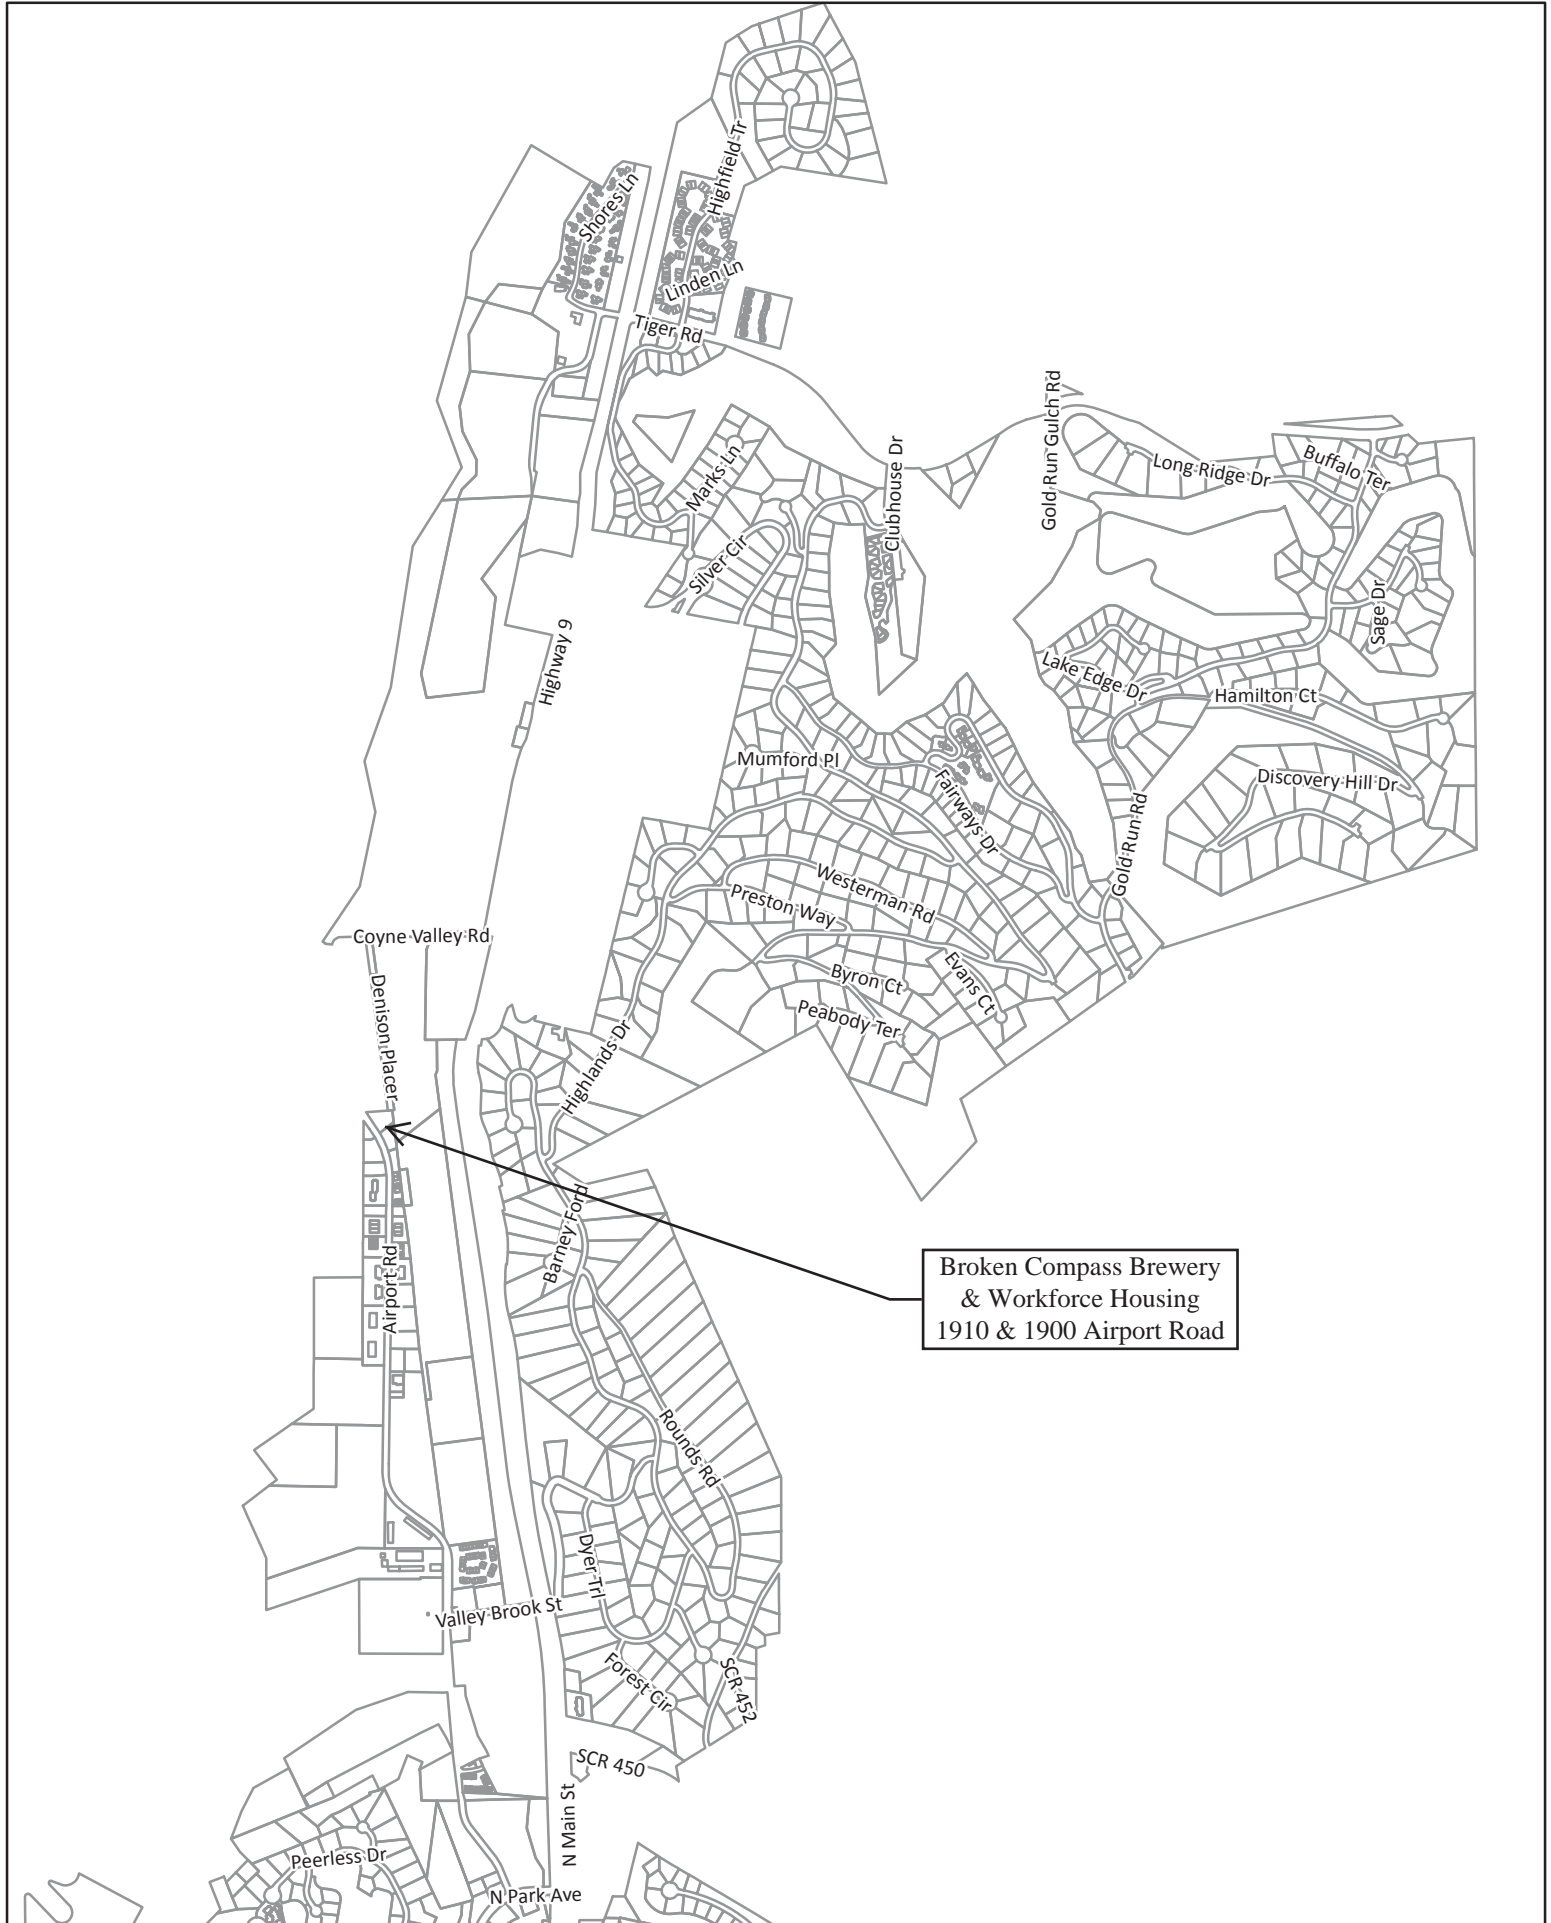 Highfield Tr
Shores Ln
Linden Ln
Tiger Rd
Gold Run Gulch Rd
Clubhouse Dr
Marks Ln
Long Ridge Dr
Buffalo Ter
Silver Cir
Sage Dr
Highway 9
Lake Edge Dr
Hamilton Ct
Mumford Pl
Fairways Dr
Discovery Hill Dr
Gold Run Rd
Westerman Rd
Preston Way
Coyne Valley Rd
Byron Ct
Evans Ct
Denison Placer
Peabody Ter
Highlands Dr
Barney Ford
Airport Rd
Broken Compass Brewery
& Workforce Housing
1910 & 1900 Airport Road
Rounds Rd
Dyer Trl
Valley Brook St
Forest Cir
SCR 452
SCR 450
N Main St
Peerless Dr
N Park Ave